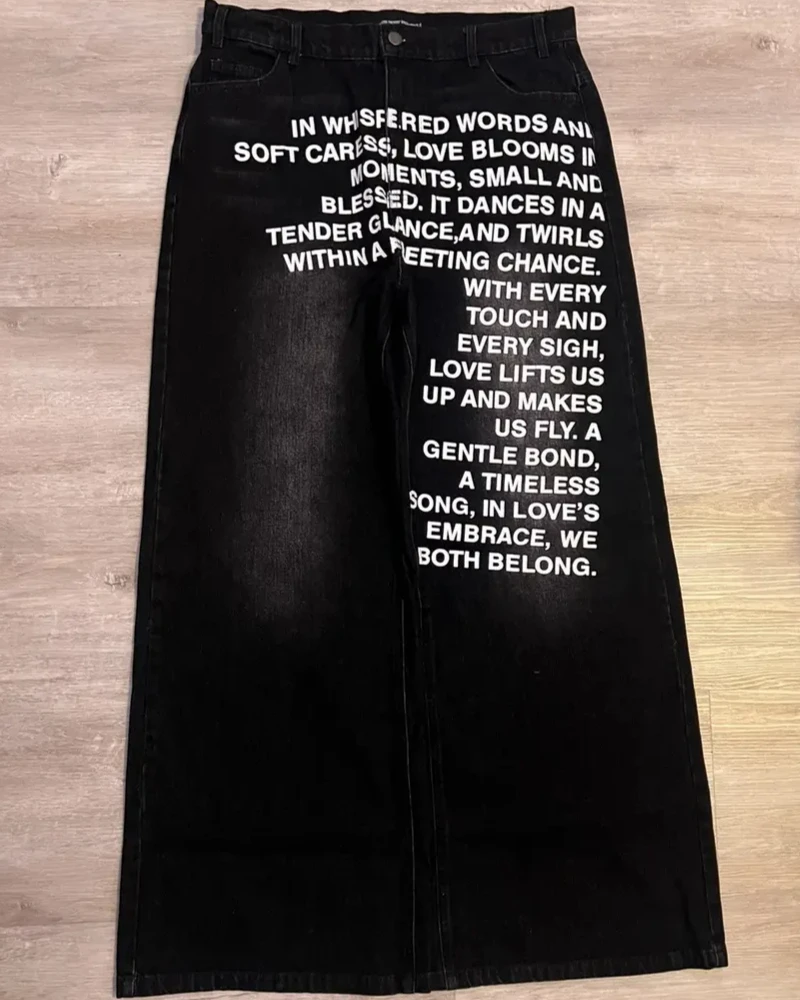 IN WHISPERED WORDS AND
SOFT CARESS, LOVE BLOOMS IN
MOMENTS, SMALL AND
BLESSED. IT DANCES IN A
TENDER GLANCE,AND TWIRLS
WITHIN A FLEETING CHANCE.
WITH EVERY
TOUCH AND
EVERY SIGH,
LOVE LIFTS US
UP AND MAKES
US FLY. A
GENTLE BOND,
A TIMELESS
SONG, IN LOVE'S
EMBRACE, WE
BOTH BELONG.